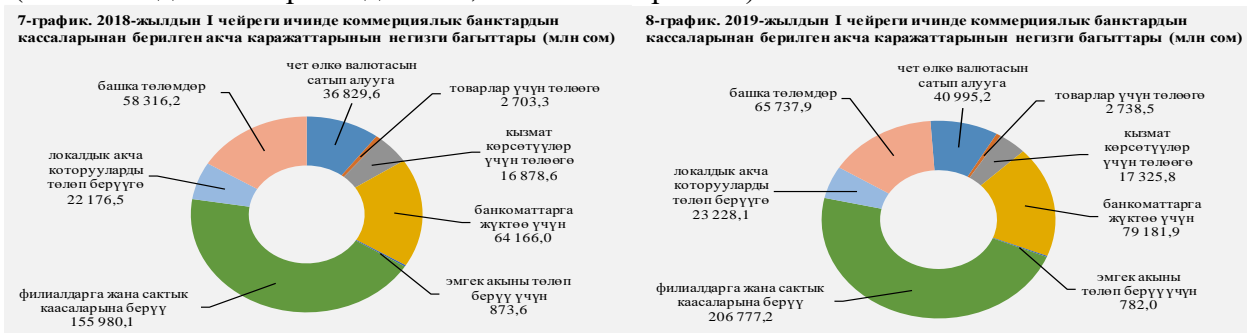 7-график. 2018-жылдын I чейреги ичинде коммерциялык банктардын
кассаларынан берилген акча каражаттарынын негизги багыттары (млн сом)
чет өлкө валютасын
сатып алууга
36 829,6
товарлар үчүн төлөөгө
2 703,3
кызмат
көрсөтүүлөр
үчүн төлөөгө
16 878,6
банкоматтарга
жүктөө үчүн
64 166,0
эмгек акыны төлөп
берүү үчүн
873,6
филиалдарга жана сактык
каасаларына берүү
155 980,1
локалдык акча
которууларды
төлөп берүүгө
22 176,5
башка төлөмдөр
58 316,2
8-график. 2019-жылдын I чейреги ичинде коммерциялык банктардын
кассаларынан берилген акча каражаттарынын негизги багыттары (млн сом)
чет өлкө валютасын
сатып алууга
40 995,2
товарлар үчүн төлөөгө
2 738,5
кызмат
көрсөтүүлөр
үчүн төлөөгө
17 325,8
банкоматтарга
жүктөө үчүн
79 181,9
эмгек акыны
төлөп берүү үчүн
782,0
филиалдарга жана сактык
каасаларына берүү
206 777,2
локалдык акча
которууларды
төлөп берүүгө
23 228,1
башка төлөмдөр
65 737,9